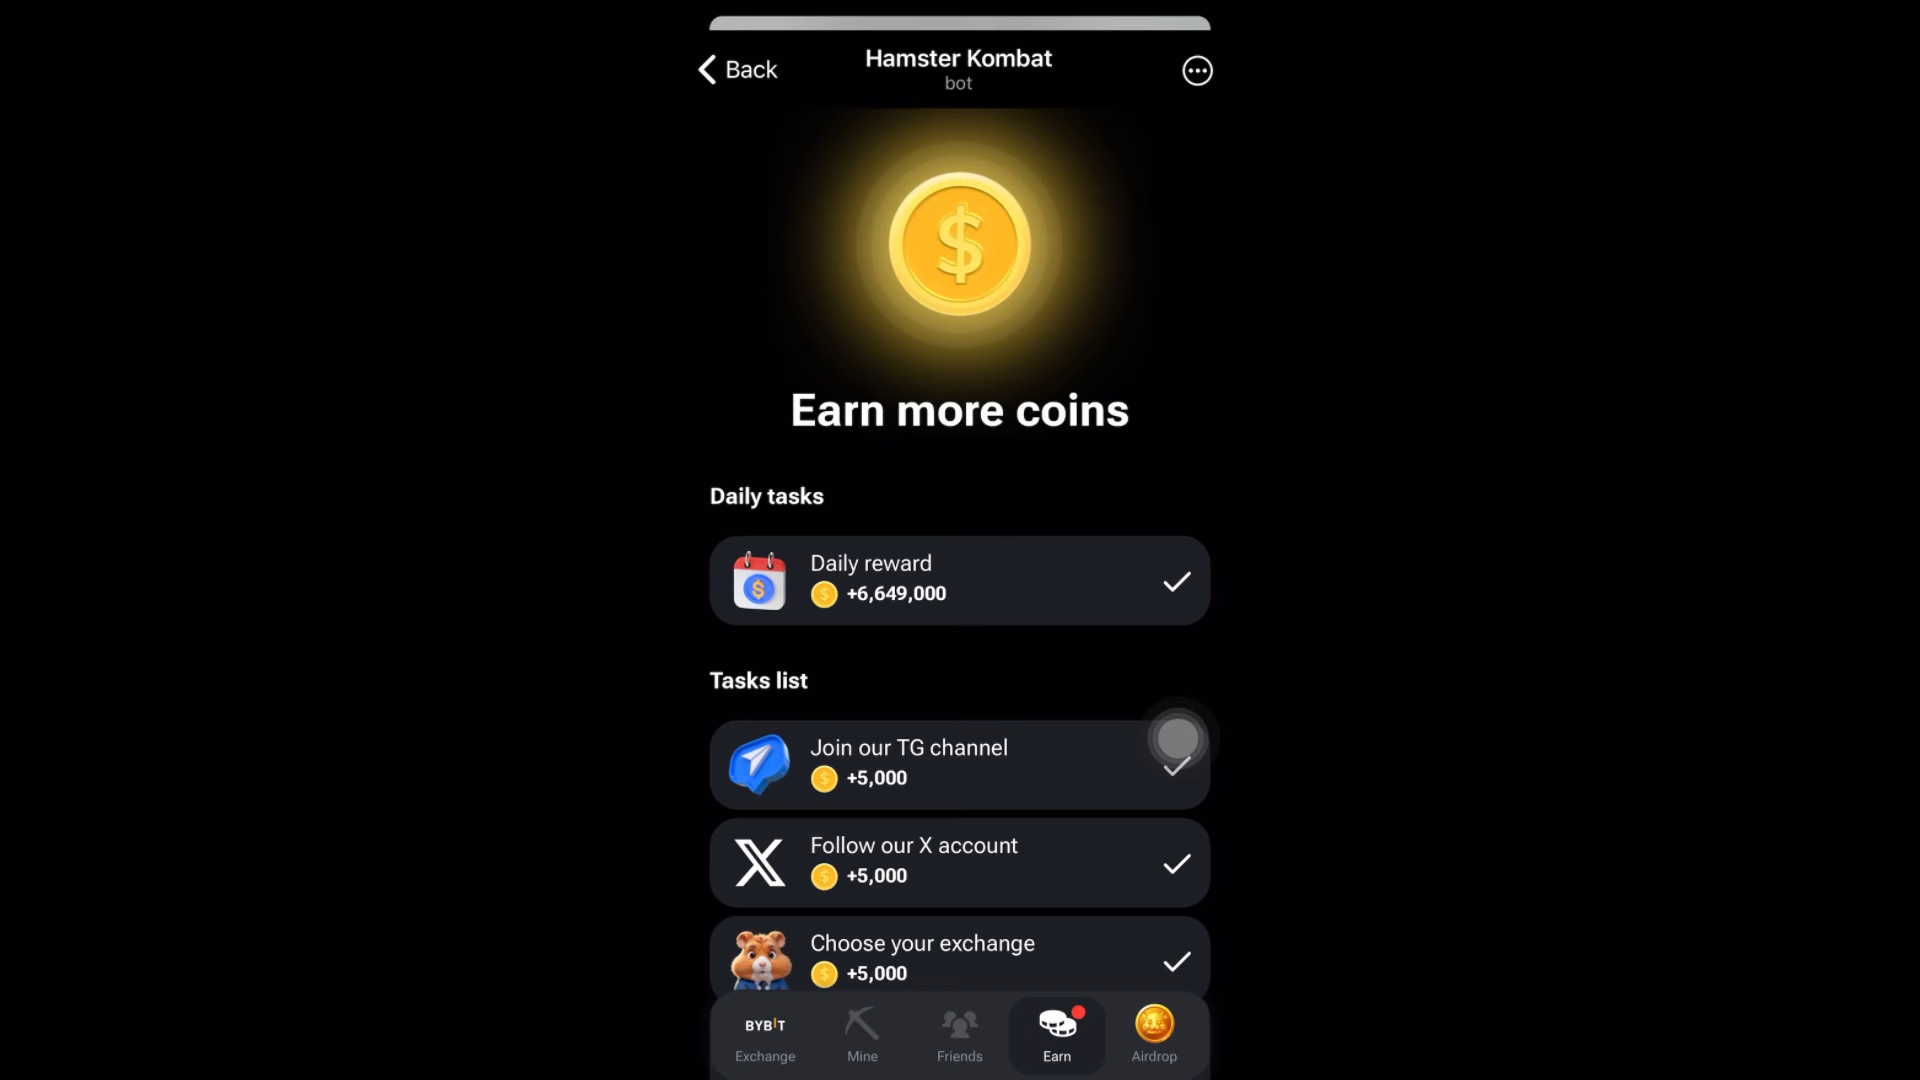 Back
Hamster Kombat
bot
Earn more coins
Daily tasks
Daily reward
+6,649,000
Tasks list
Join our TG channel
+5,000
Follow our X account
+5,000
Choose your exchange
+5,000
BYBIT
Exchange
Mine
Friends
Earn
Airdrop